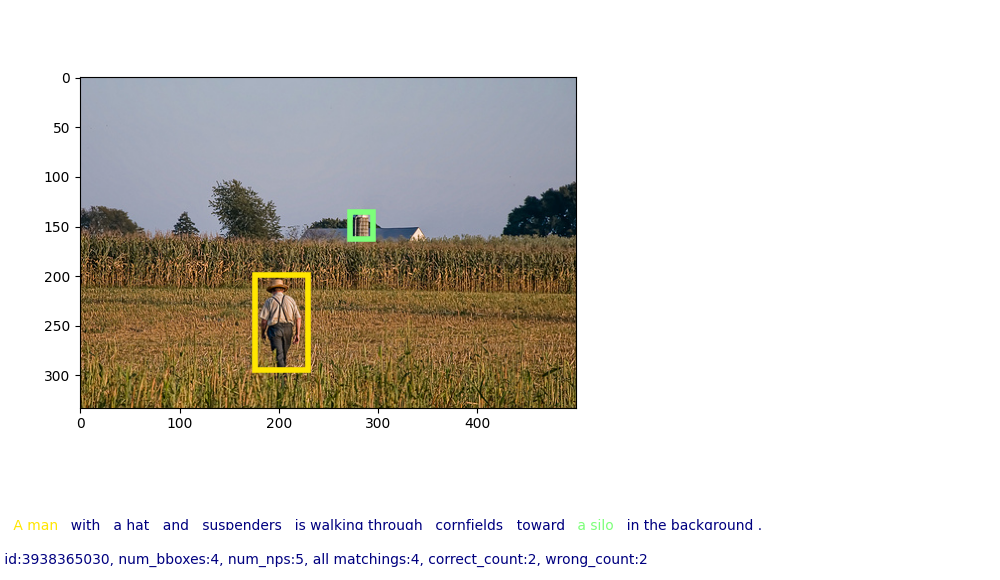 0
50
100
150
200
250
300
0 100 200 300 400
A man with a hat and suspenders is walking through cornfields toward a silo in the background .
id:3938365030, num_bboxes:4, num_nps:5, all matchings:4, correct_count:2, wrong_count:2